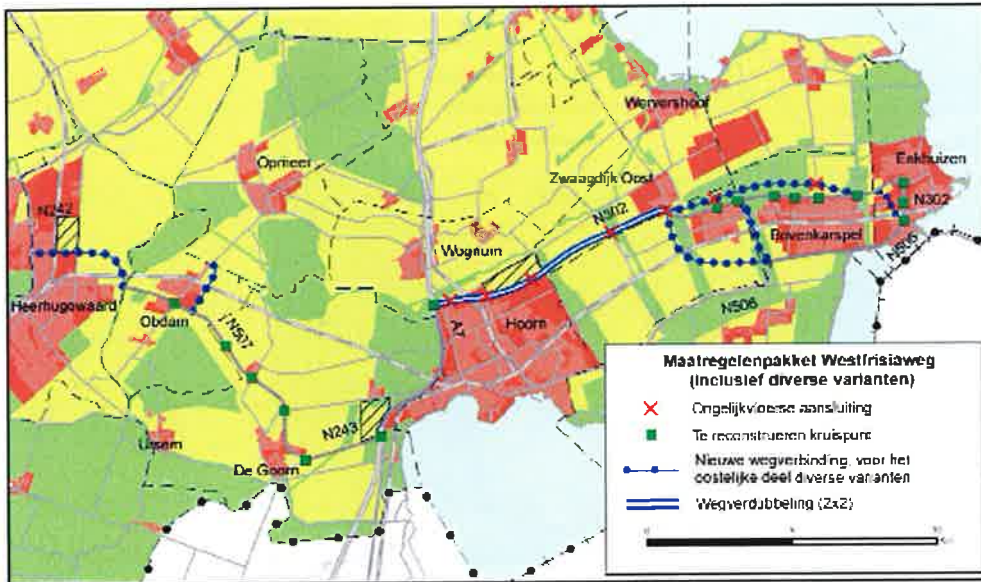 Wervershoof
Enkhuizen
Opmeer
Zwaagdijk Oost
N242
N302
N302
Wognum
Bovenkarspel
N505
Heerhugowaard
Obdam
N507
A7
Hoorn
N506
Ursem
De Goorn
N243
Maatregelenpakket Westfrisiaweg
(inclusief diverse varianten)
Ongelijkvloerse aansluiting
Te reconstrueren kruispunt
Nieuwe wegverbinding, voor het
oostelijke deel diverse varianten
Wegverdubbeling (2x2)
0